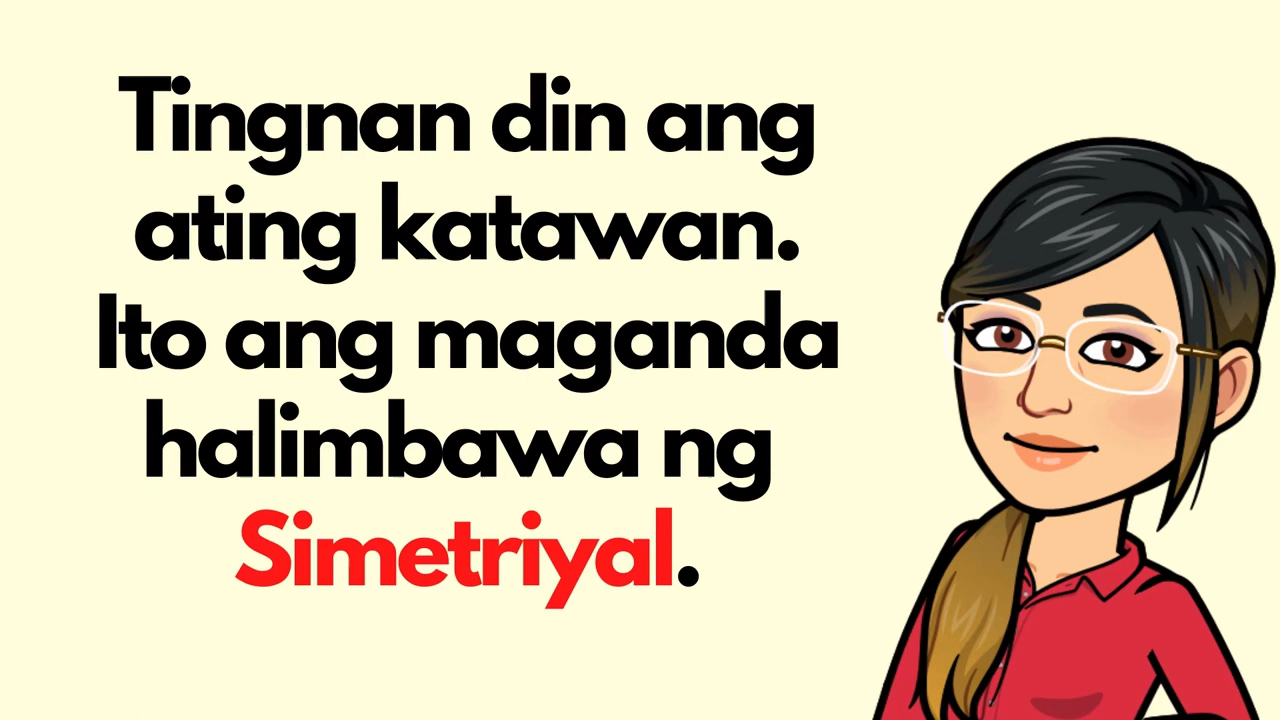 Tingnan din ang
ating katawan.
Ito ang maganda
halimbawa ng
Simetriyal.